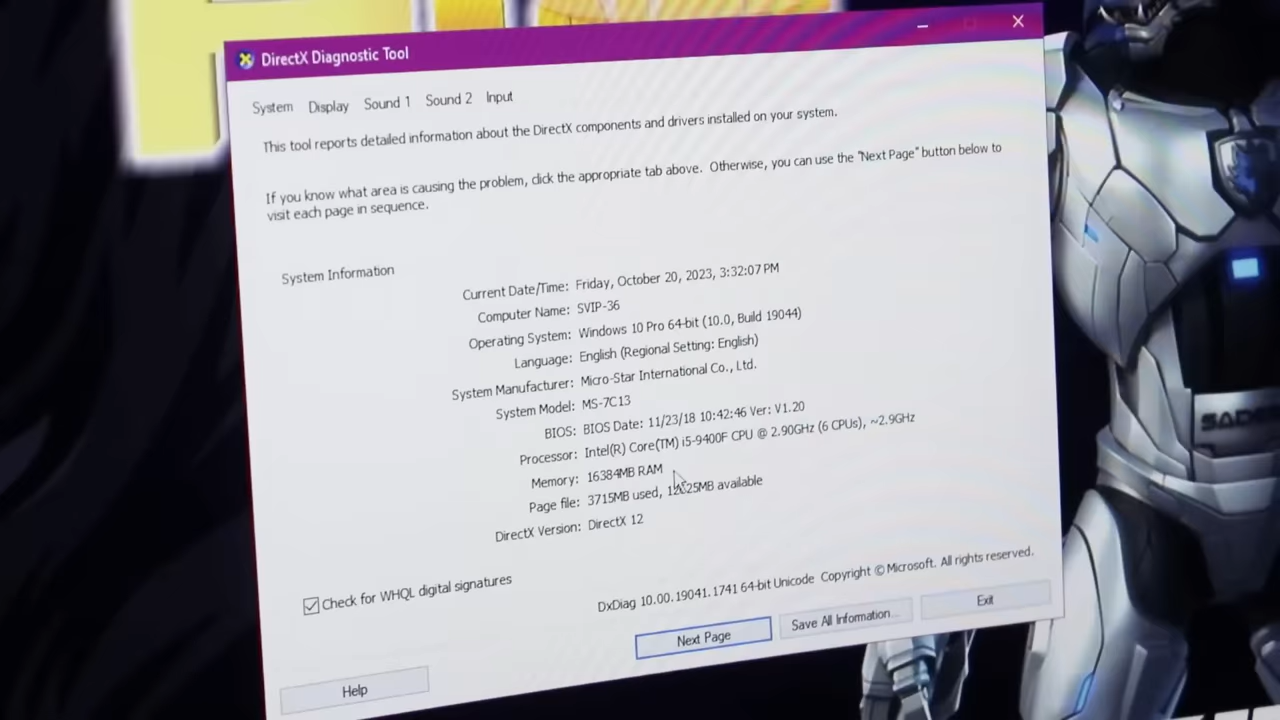 DirectX Diagnostic Tool
System Display Sound 1 Sound 2 Input
This tool reports detailed information about the DirectX components and drivers installed on your system.
If you know what area is causing the problem, click the appropriate tab above. Otherwise, you can use the "Next Page" button below to
visit each page in sequence.
System Information
Current Date/Time: Friday, October 20, 2023, 3:32:07 PM
Computer Name: SVIP-36
Operating System: Windows 10 Pro 64-bit (10.0, Build 19044)
Language: English (Regional Setting: English)
System Manufacturer: Micro-Star International Co., Ltd.
System Model: MS-7C13
BIOS: BIOS Date: 11/23/18 10:42:46 Ver: V1.20
Processor: Intel(R) Core(TM) i5-9400F CPU @ 2.90GHz (6 CPUs), ~2.9GHz
Memory: 16384MB RAM
Page file: 3715MB used, available
DirectX Version: DirectX 12
Check for WHQL digital signatures
DxDiag 10.00.19041.1741 64-bit Unicode Copyright © Microsoft. All rights reserved.
Help
Next Page
Save All Information...
Exit